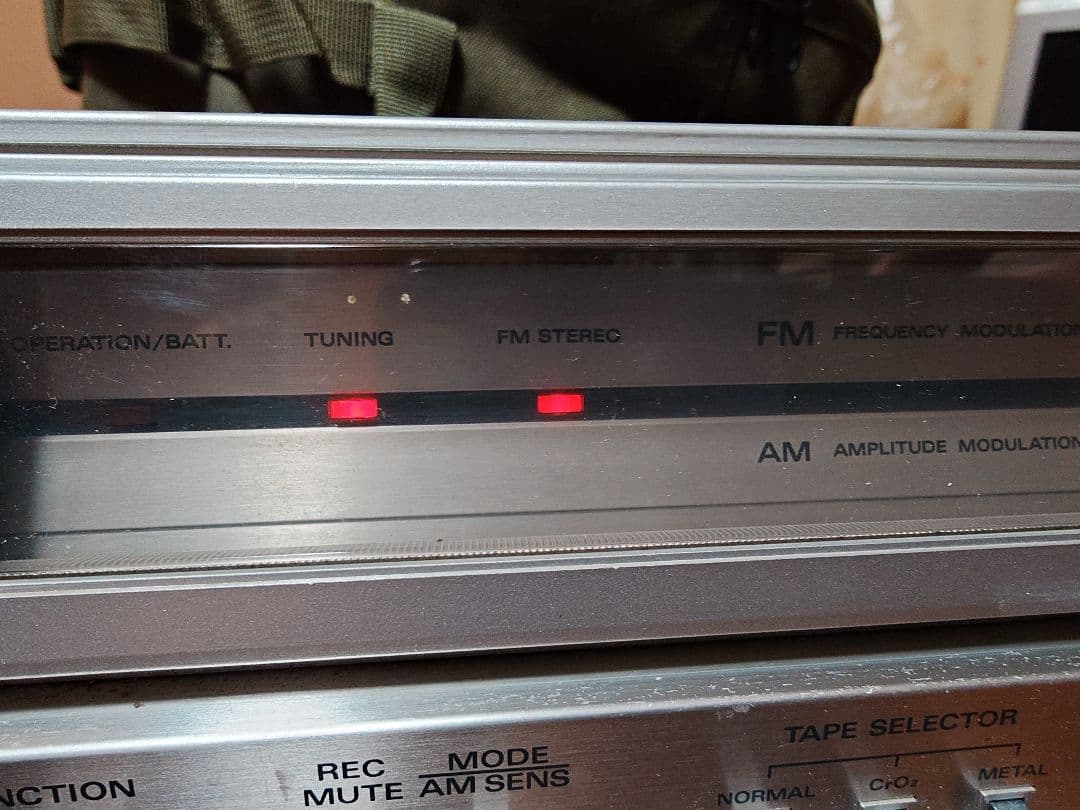 OPERATION/BATT. TUNING FM STEREO FM FREQUENCY MODULATION
AM AMPLITUDE MODULATION
TAPE SELECTOR
NCTION REC MUTE MODE AM SENS NORMAL CrO2 METAL